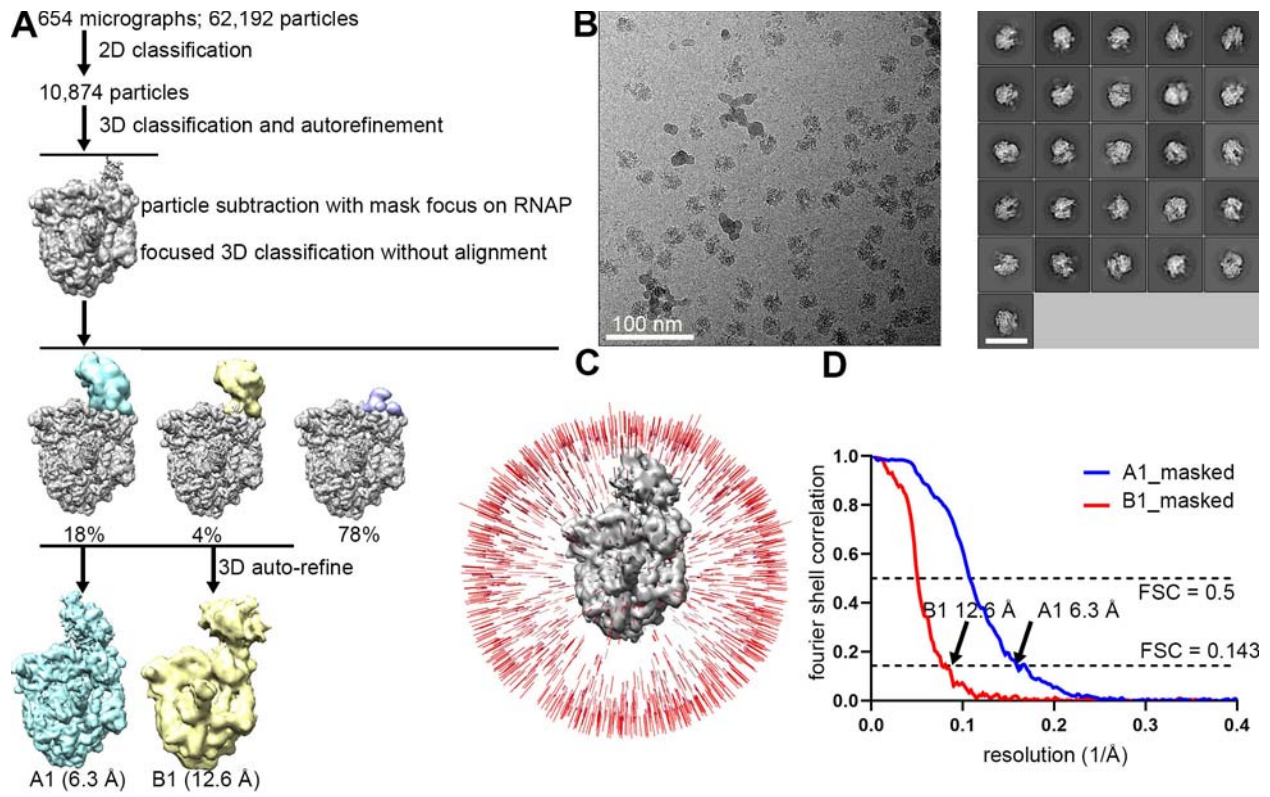 A
654 micrographs; 62,192 particles
2D classification
10,874 particles
3D classification and autorefinement
particle subtraction with mask focus on RNAP
focused 3D classification without alignment
18%
4%
78%
3D auto-refine
A1 (6.3 Å)
B1 (12.6 Å)
B
100 nm
C
D
1.0
0.8
0.6
0.4
0.2
0.0
fourier shell correlation
A1_masked
B1_masked
FSC = 0.5
B1 12.6 Å
A1 6.3 Å
FSC = 0.143
0.0
0.1
0.2
0.3
0.4
resolution (1/Å)